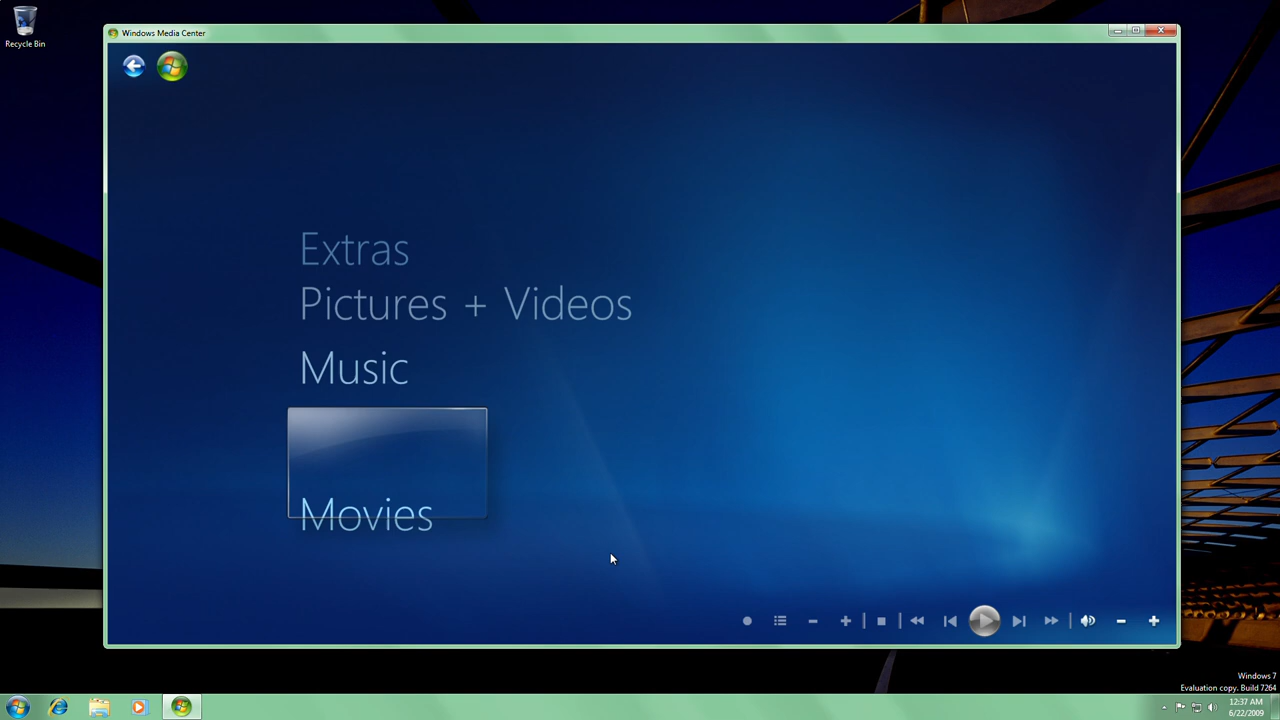 Recycle Bin
Windows Media Center
Extras
Pictures + Videos
Music
Movies
Windows 7
Evaluation copy. Build 7264
12:37 AM
6/22/2009